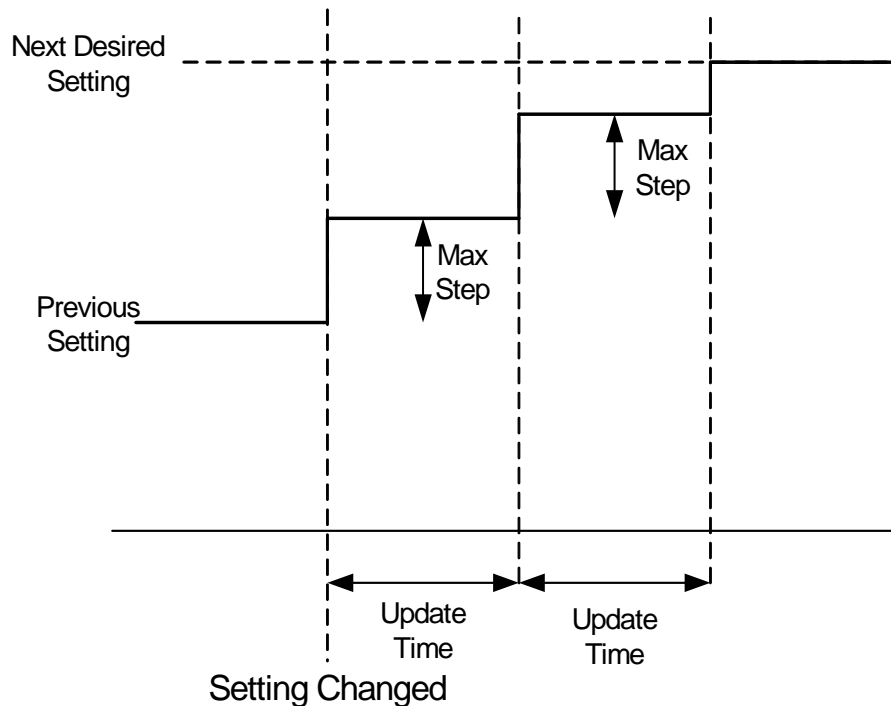 Next Desired
Setting
Max
Step
Max
Step
Previous
Setting
Update
Time
Update
Time
Setting Changed